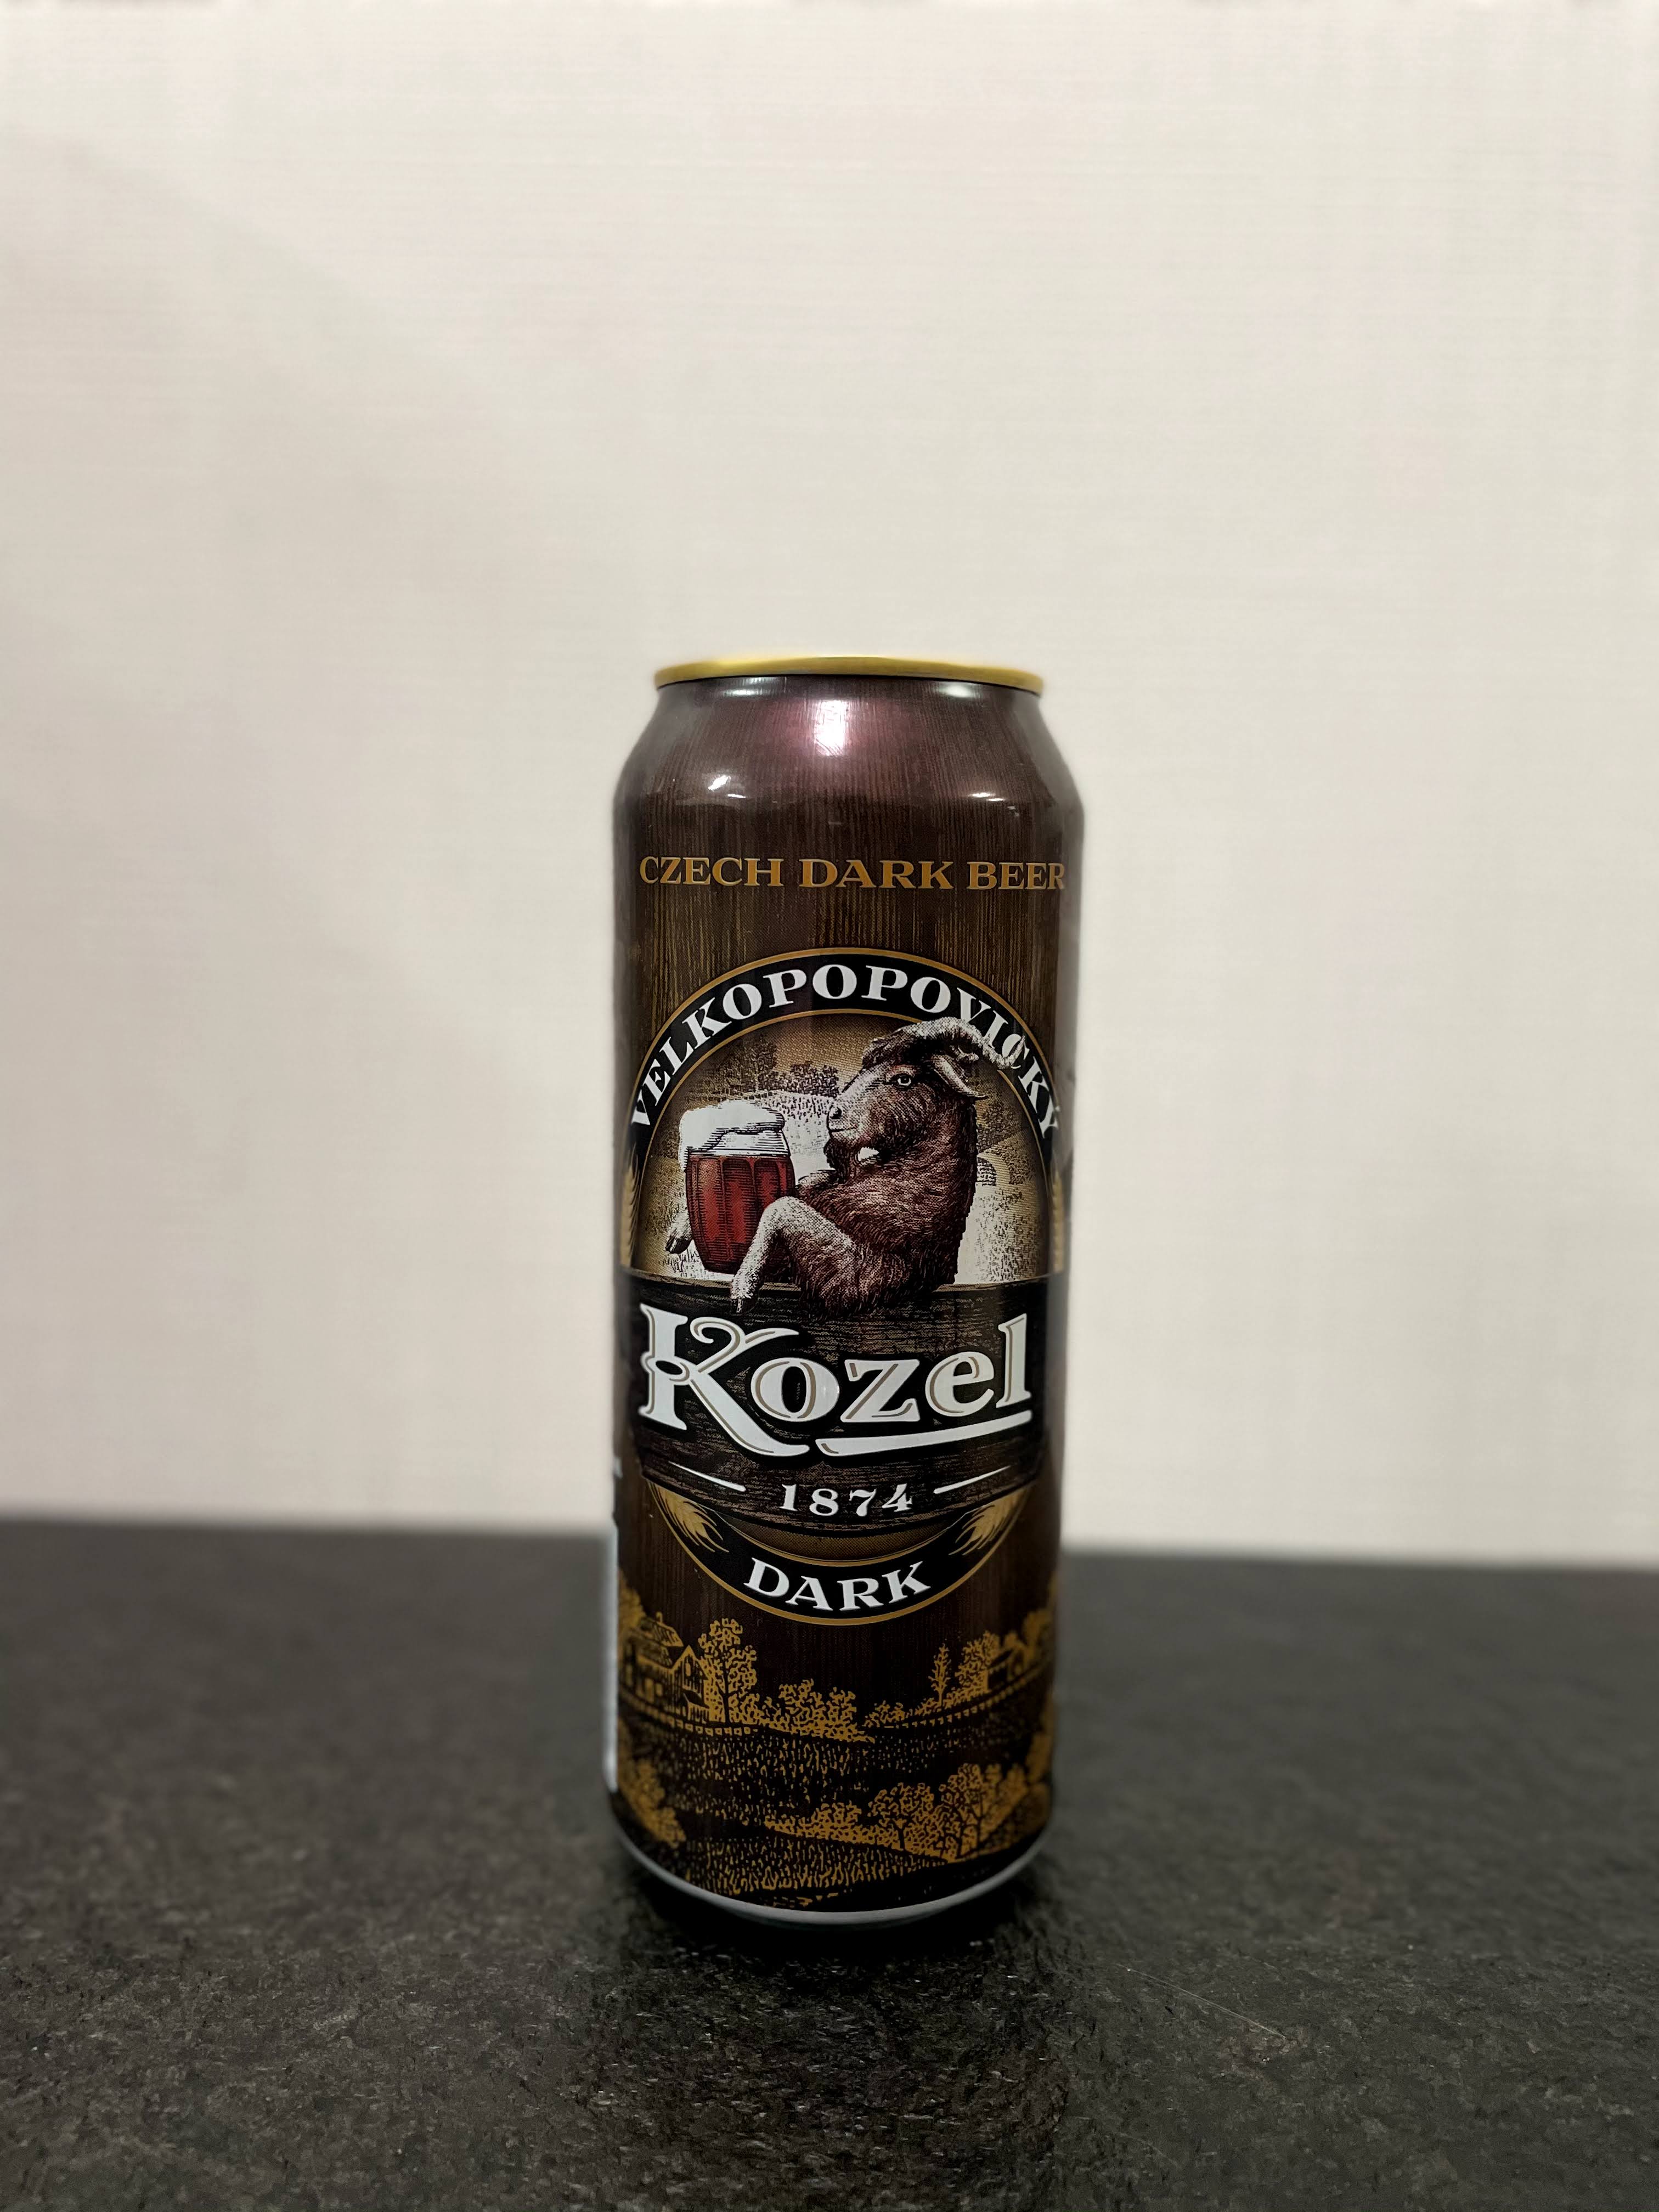 CZECH DARK BEER
VELKOPOPOVICKÝ
Kozel
1874
DARK